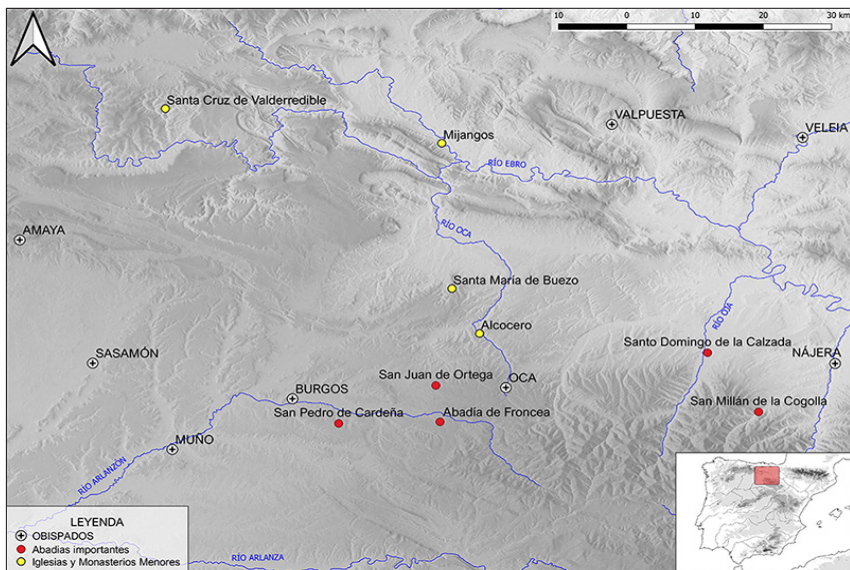 10 0 10 20 30 km
Santa Cruz de Valderredible
VALPUESTA
VELEIA
Mijangos
RÍO EBRO
AMAYA
RÍO OCA
Santa María de Buezo
RÍO OJA
Alcocero
Santo Domingo de la Calzada
SASAMÓN
NÁJERA
San Juan de Ortega
OCA
BURGOS
San Millán de la Cogolla
San Pedro de Cardeña
Abadía de Froncea
MUÑO
RÍO ARLANZÓN
LEYENDA
OBISPADOS
Abadias importantes
Iglesias y Monasterios Menores
RÍO ARLANZA